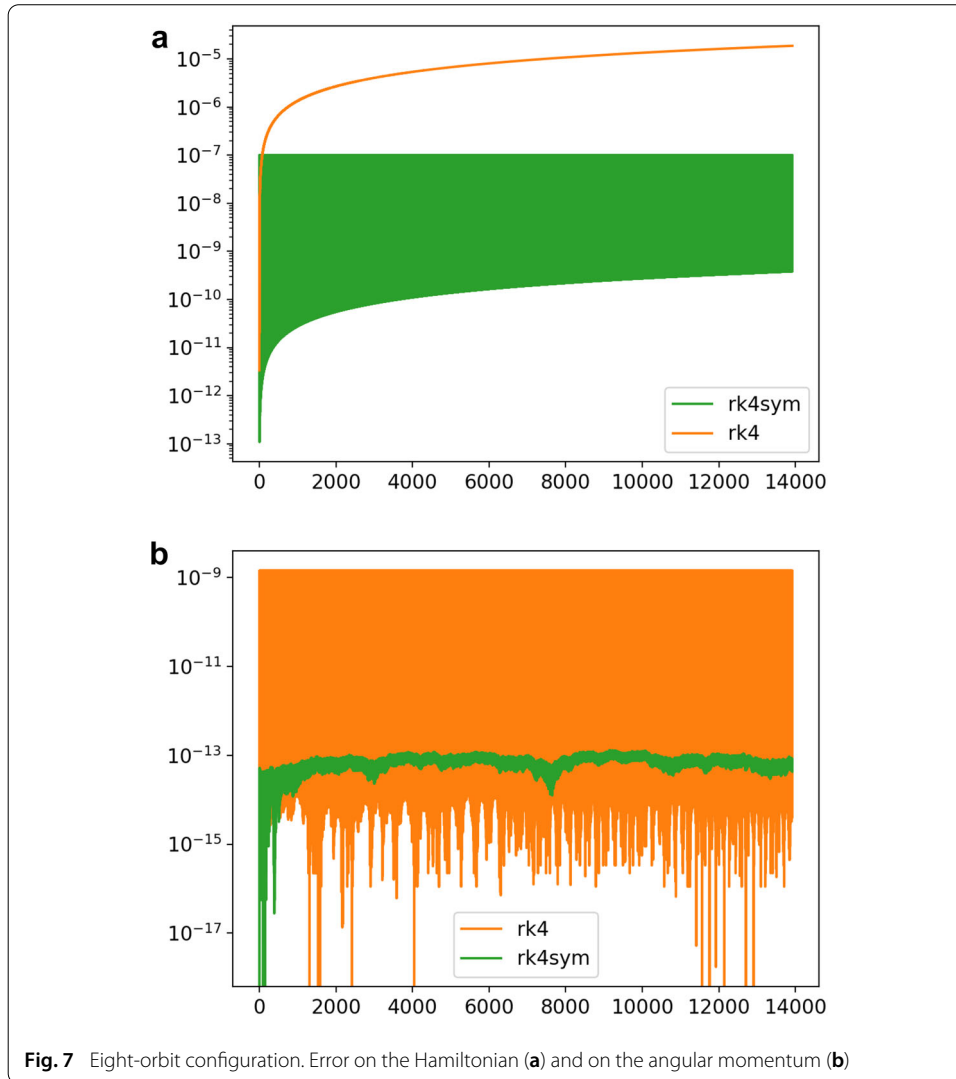 a
10⁻⁵
10⁻⁶
10⁻⁷
10⁻⁸
10⁻⁹
10⁻¹⁰
10⁻¹¹
10⁻¹²
10⁻¹³
rk4sym
rk4
0 2000 4000 6000 8000 10000 12000 14000
b
10⁻⁹
10⁻¹¹
10⁻¹³
10⁻¹⁵
10⁻¹⁷
rk4
rk4sym
0 2000 4000 6000 8000 10000 12000 14000
Fig. 7 Eight-orbit configuration. Error on the Hamiltonian (a) and on the angular momentum (b)